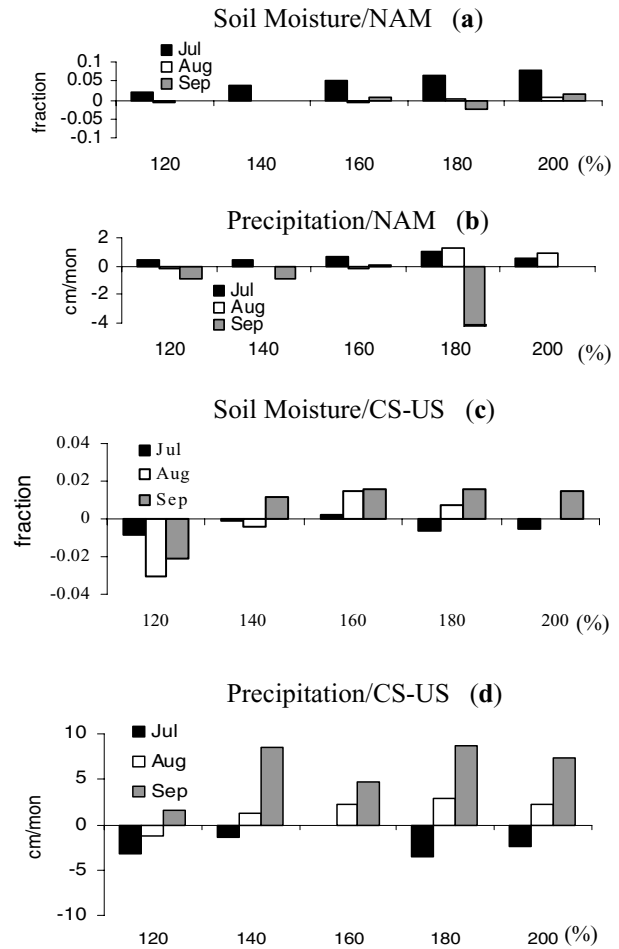 Soil Moisture/NAM (a)
Jul
Aug
Sep
fraction
0.1
0.05
0
-0.05
-0.1
120 140 160 180 200 (%)
Precipitation/NAM (b)
cm/mon
2
0
-2
-4
Jul
Aug
Sep
120 140 160 180 200 (%)
Soil Moisture/CS-US (c)
Jul
Aug
Sep
fraction
0.04
0.02
0
-0.02
-0.04
120 140 160 180 200 (%)
Precipitation/CS-US (d)
Jul
Aug
Sep
cm/mon
10
5
0
-5
-10
120 140 160 180 200 (%)